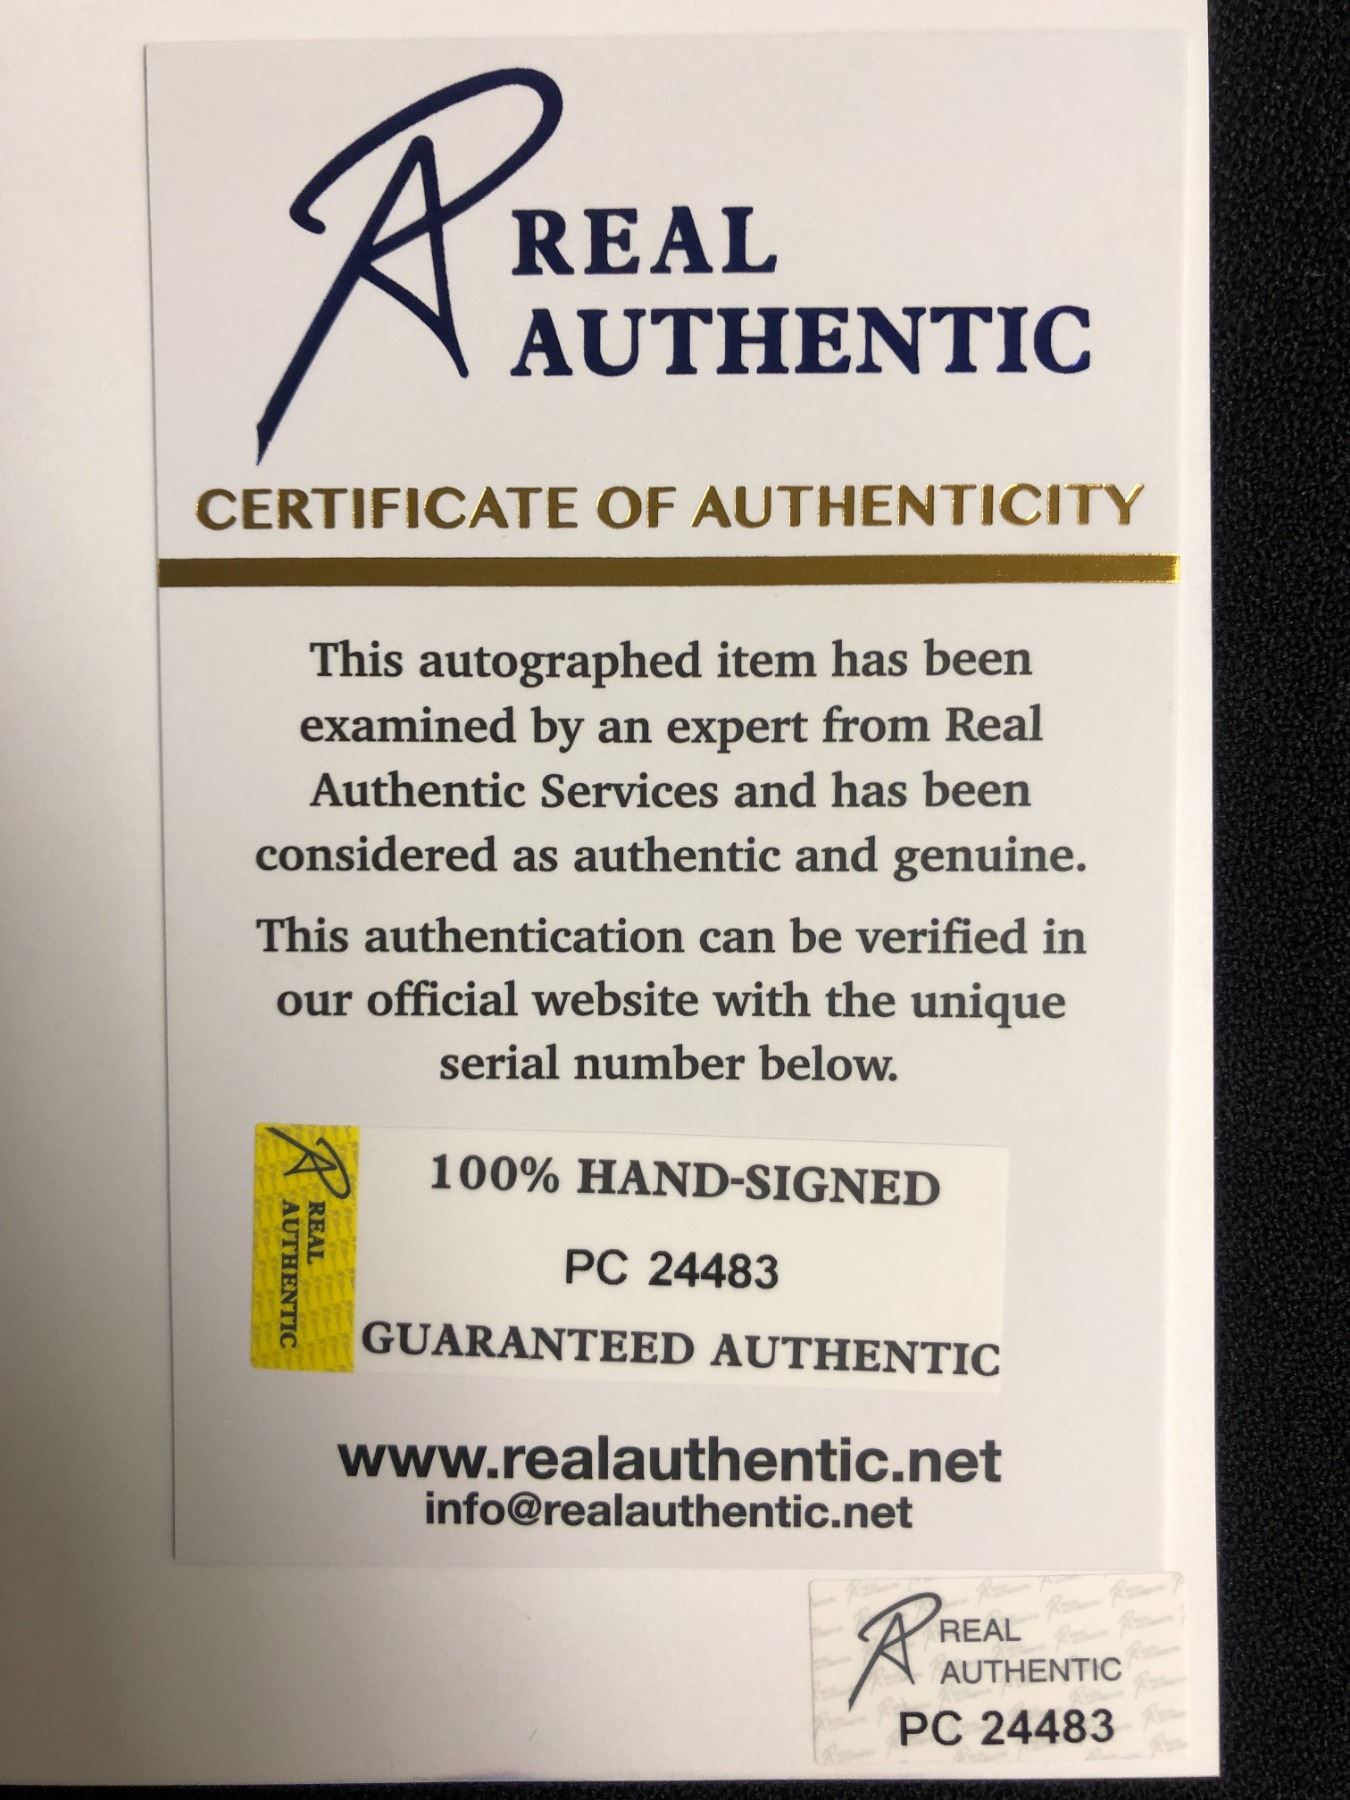 REAL
AUTHENTIC
CERTIFICATE OF AUTHENTICITY
This autographed item has been
examined by an expert from Real
Authentic Services and has been
considered as authentic and genuine.
This authentication can be verified in
our official website with the unique
serial number below.
REAL
AUTHENTIC
100% HAND-SIGNED
PC 24483
GUARANTEED AUTHENTIC
www.realauthentic.net
info@realauthentic.net
REAL
AUTHENTIC
PC 24483